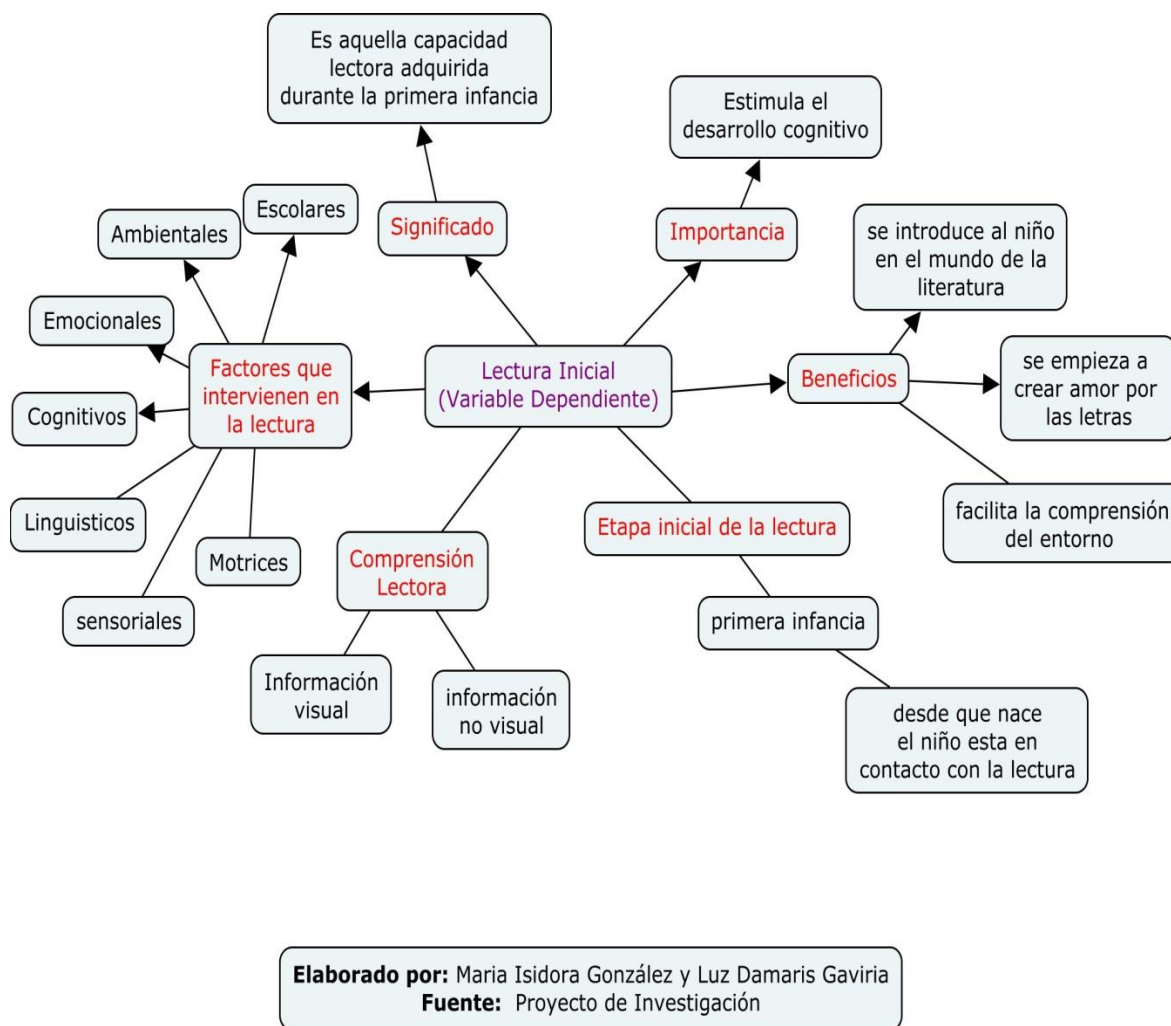 Es aquella capacidad
lectora adquirida
durante la primera infancia
Estimula el
desarrollo cognitivo
Escolares
Ambientales
Significado
Importancia
se introduce al niño
en el mundo de la
literatura
Emocionales
Factores que
intervienen en
la lectura
Lectura Inicial
(Variable Dependiente)
Beneficios
se empieza a
crear amor por
las letras
Cognitivos
Linguisticos
Motrices
sensoriales
Comprensión
Lectora
Etapa inicial de la lectura
facilita la comprensión
del entorno
primera infancia
Información
visual
información
no visual
desde que nace
el niño esta en
contacto con la lectura
Elaborado por: Maria Isidora González y Luz Damaris Gaviria
Fuente: Proyecto de Investigación